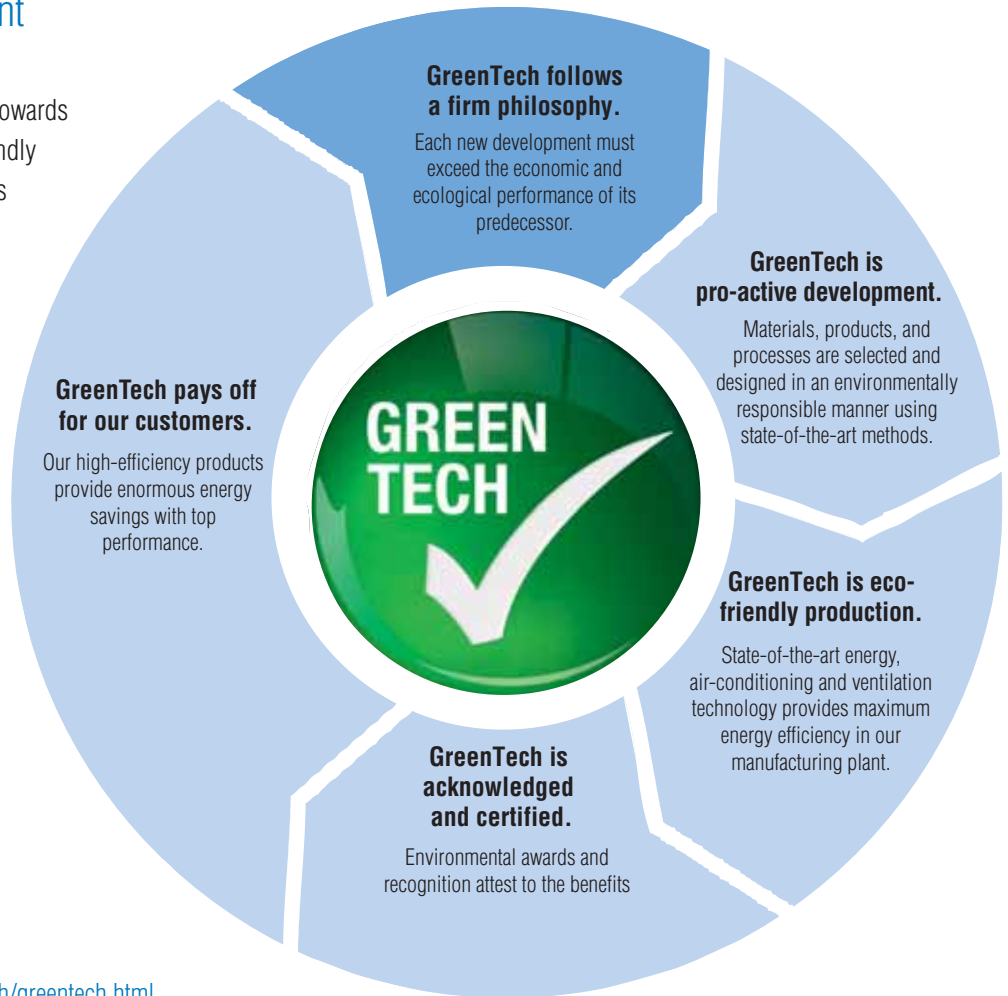 nt
owards
ndly
s
GreenTech follows
a firm philosophy.
Each new development must
exceed the economic and
ecological performance of its
predecessor.
GreenTech is
pro-active development.
Materials, products, and
processes are selected and
designed in an environmentally
responsible manner using
state-of-the-art methods.
GreenTech is eco-
friendly production.
State-of-the-art energy,
air-conditioning and ventilation
technology provides maximum
energy efficiency in our
manufacturing plant.
GreenTech is
acknowledged
and certified.
Environmental awards and
recognition attest to the benefits
GreenTech pays off
for our customers.
Our high-efficiency products
provide enormous energy
savings with top
performance.
GREEN
TECH
h/greentech.html